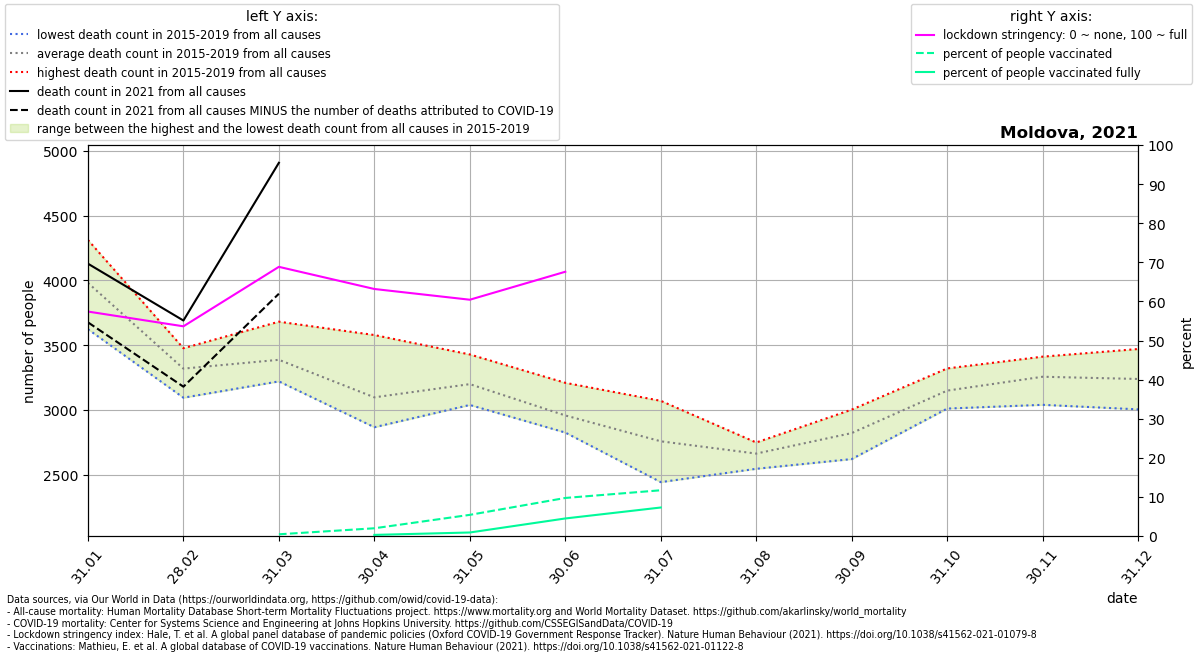 left Y axis:
lowest death count in 2015-2019 from all causes
average death count in 2015-2019 from all causes
highest death count in 2015-2019 from all causes
death count in 2021 from all causes
death count in 2021 from all causes MINUS the number of deaths attributed to COVID-19
range between the highest and the lowest death count from all causes in 2015-2019
right Y axis:
lockdown stringency: 0 ~ none, 100 ~ full
percent of people vaccinated
percent of people vaccinated fully
Moldova, 2021
5000
4500
4000
3500
3000
2500
number of people
100
90
80
70
60
50
40
30
20
10
0
percent
31.01
28.02
31.03
30.04
31.05
30.06
31.07
31.08
30.09
31.10
30.11
31.12
date
Data sources, via Our World in Data (https://ourworldindata.org, https://github.com/owid/covid-19-data):
- All-cause mortality: Human Mortality Database Short-term Mortality Fluctuations project. https://www.mortality.org and World Mortality Dataset. https://github.com/akarlinsky/world_mortality
- COVID-19 mortality: Center for Systems Science and Engineering at Johns Hopkins University. https://github.com/CSSEGISandData/COVID-19
- Lockdown stringency index: Hale, T. et al. A global panel database of pandemic policies (Oxford COVID-19 Government Response Tracker). Nature Human Behaviour (2021). https://doi.org/10.1038/s41562-021-01079-8
- Vaccinations: Mathieu, E. et al. A global database of COVID-19 vaccinations. Nature Human Behaviour (2021). https://doi.org/10.1038/s41562-021-01122-8